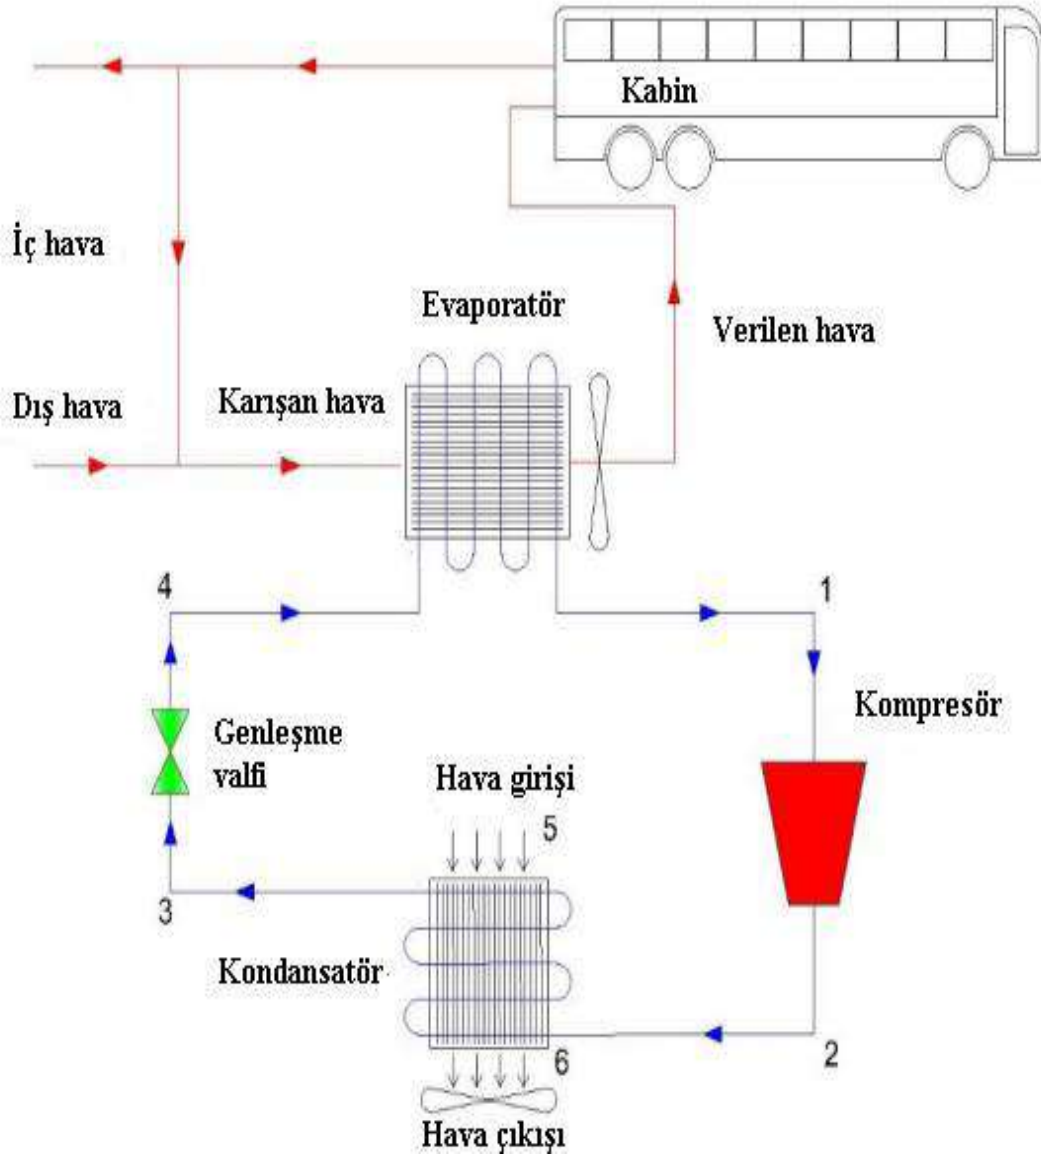 Kabin
İç hava
Evaporatör
Verilen hava
Dış hava
Karışan hava
4
1
Kompresör
Genleşme
valfi
Hava girişi
5
3
Kondansatör
6
2
Hava çıkışı